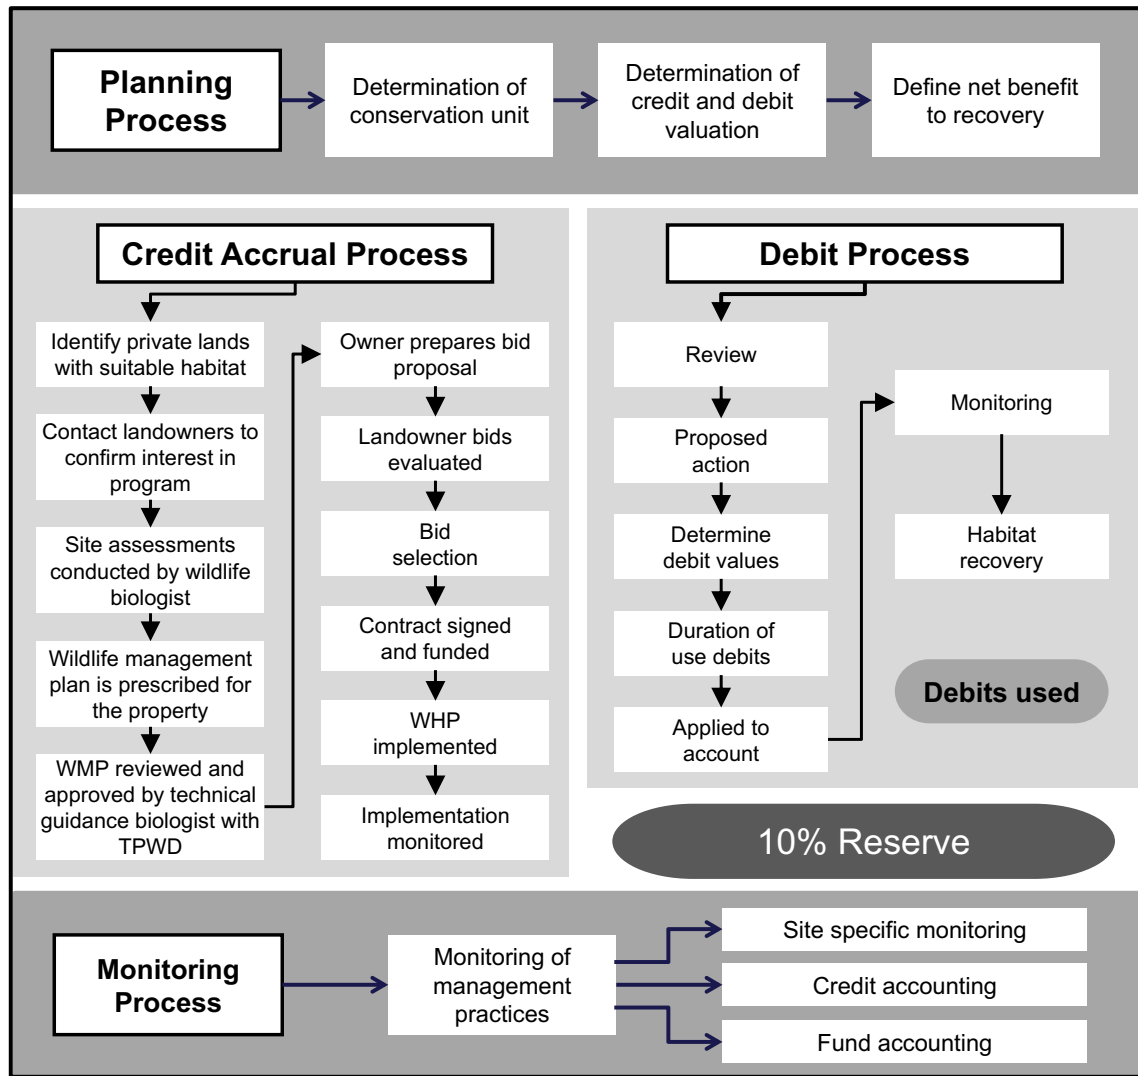 Planning
Process
Determination of
conservation unit
Determination of
credit and debit
valuation
Define net benefit
to recovery
Credit Accrual Process
Identify private lands
with suitable habitat
Contact landowners to
confirm interest in
program
Site assessments
conducted by wildlife
biologist
Wildlife management
plan is prescribed for
the property
WMP reviewed and
approved by technical
guidance biologist with
TPWD
Owner prepares bid
proposal
Landowner bids
evaluated
Bid
selection
Contract signed
and funded
WHP
implemented
Implementation
monitored
Debit Process
Review
Proposed
action
Determine
debit values
Duration of
use debits
Applied to
account
Monitoring
Habitat
recovery
Debits used
10% Reserve
Monitoring
Process
Monitoring of
management
practices
Site specific monitoring
Credit accounting
Fund accounting